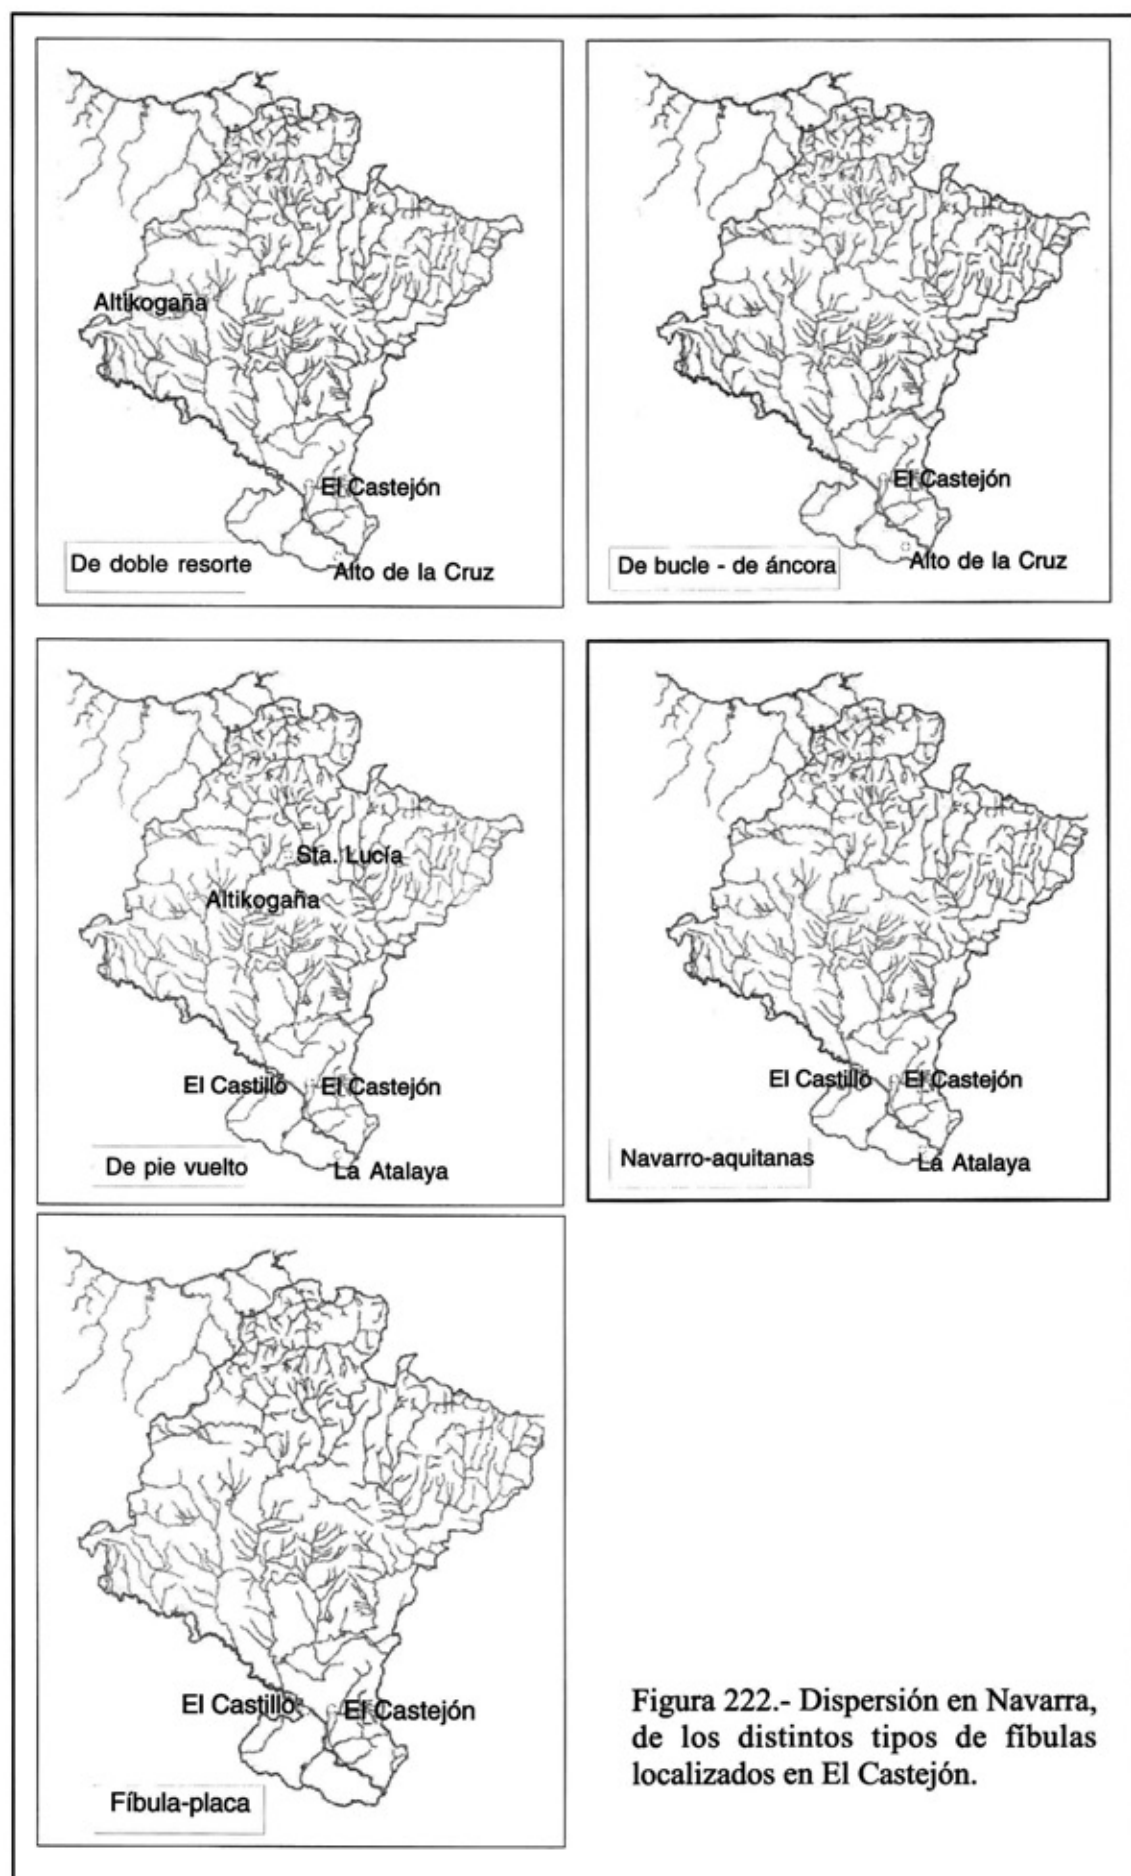 Altikogaña
El Castejón
De doble resorte
Alto de la Cruz
El Castejón
De bucle - de áncora
Alto de la Cruz
Sta. Lucía
Altikogaña
El Castillo
El Castejón
De pie vuelto
La Atalaya
El Castillo
El Castejón
Navarro-aquitanas
La Atalaya
El Castillo
El Castejón
Fíbula-placa
Figura 222.- Dispersión en Navarra,
de los distintos tipos de fíbulas
localizados en El Castejón.